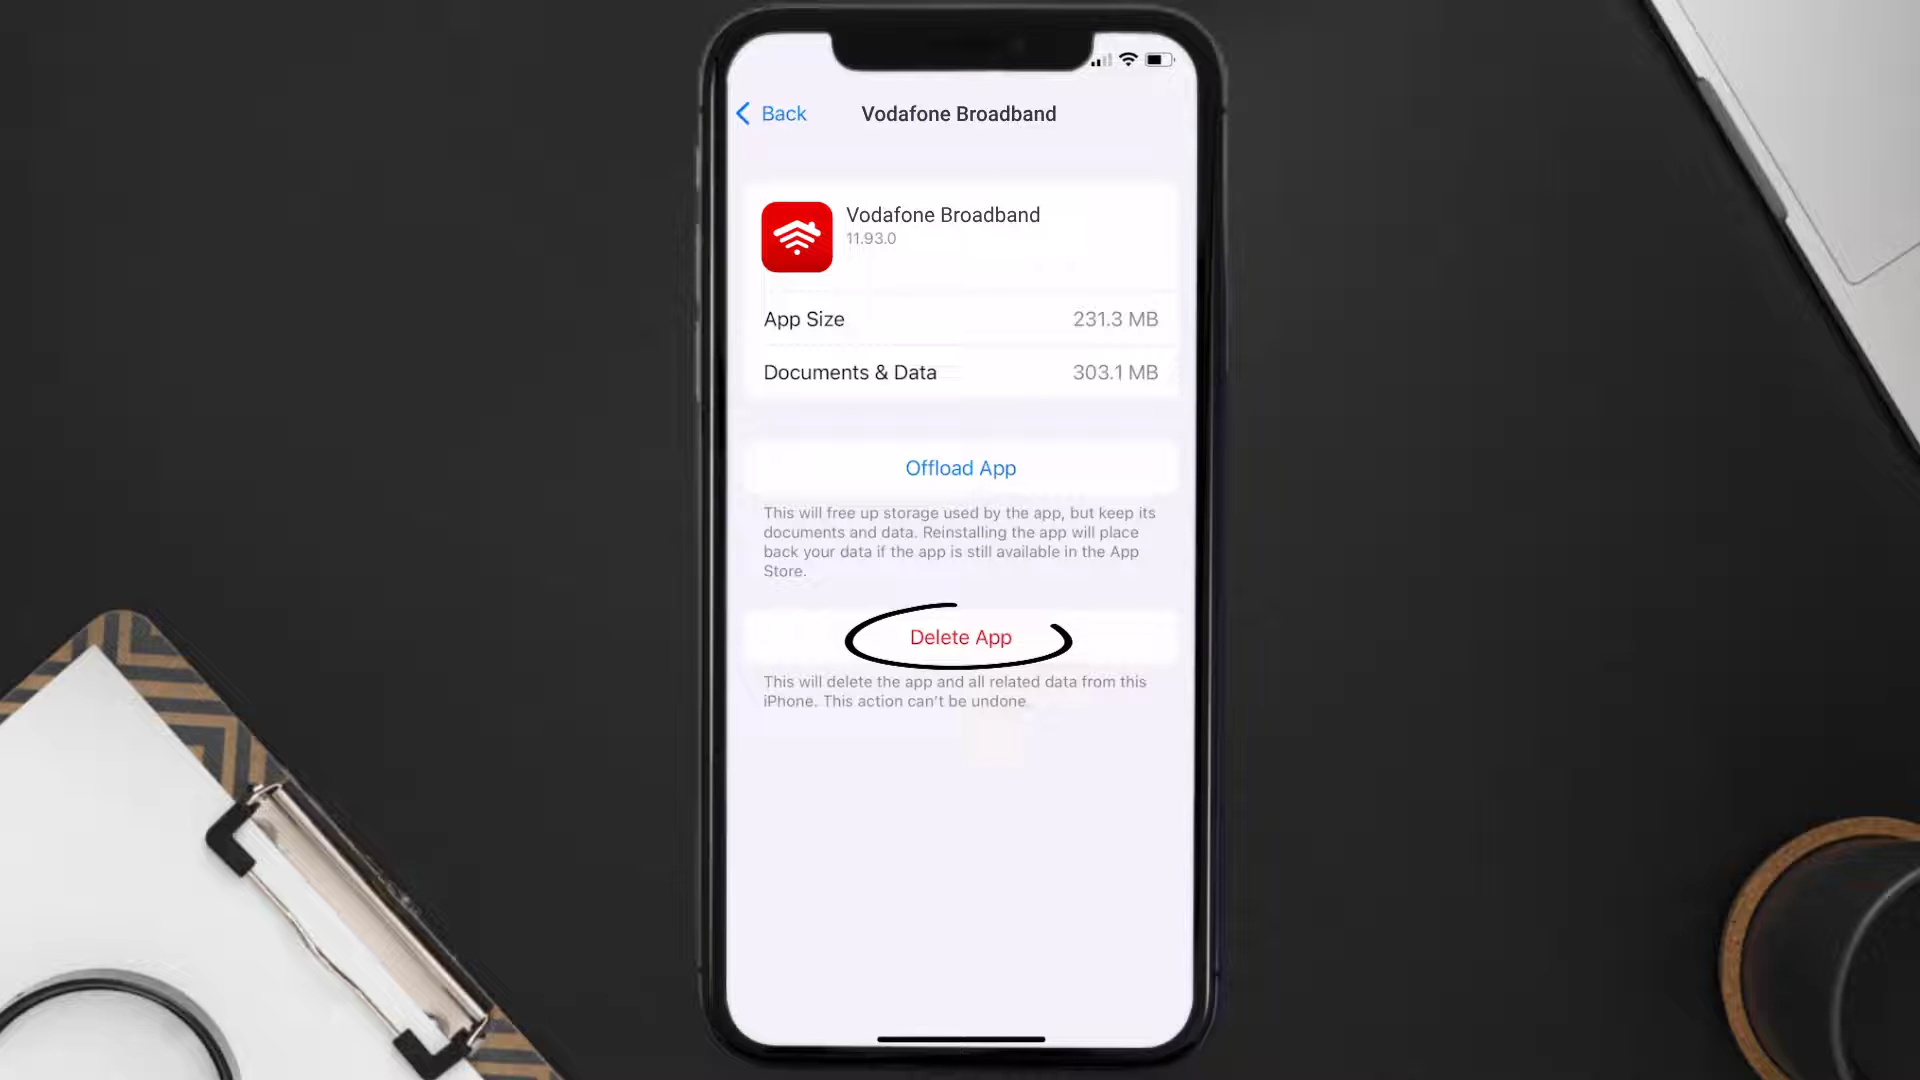 Back
Vodafone Broadband
Vodafone Broadband
11.93.0
App Size
231.3 MB
Documents & Data
303.1 MB
Offload App
This will free up storage used by the app, but keep its
documents and data. Reinstalling the app will place
back your data if the app is still available in the App
Store.
Delete App
This will delete the app and all related data from this
iPhone. This action can't be undone